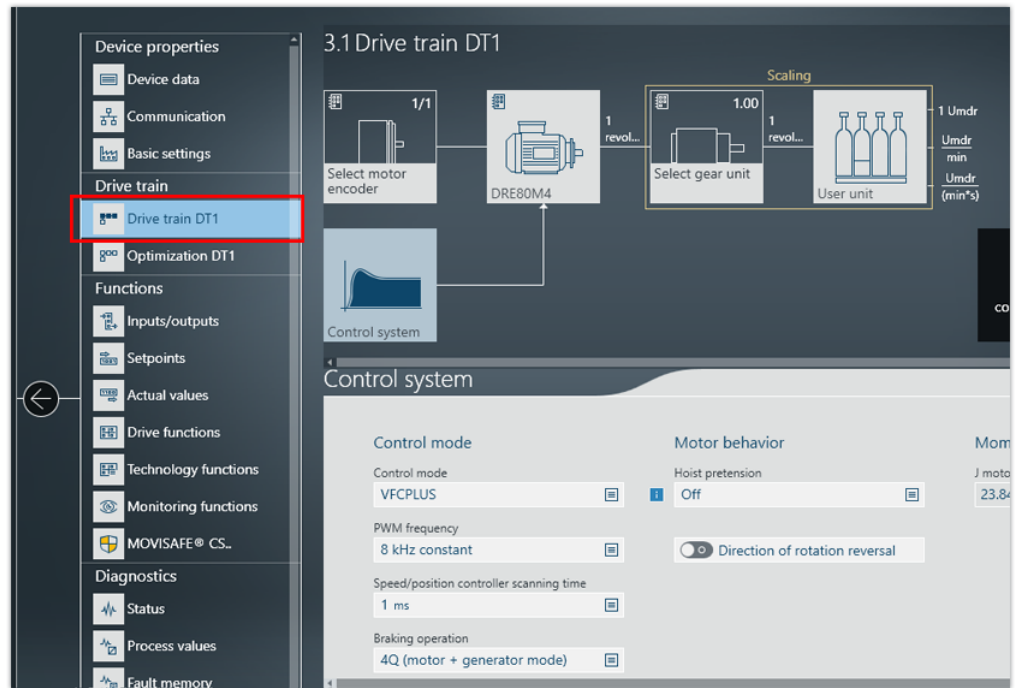 Device properties
Device data
Communication
Basic settings
Drive train
Drive train DT1
Optimization DT1
Functions
Inputs/outputs
Setpoints
Actual values
Drive functions
Technology functions
Monitoring functions
MOVISAFE® CS..
Diagnostics
Status
Process values
Fault memory
3.1 Drive train DT1
Scaling
1/1
Select motor
encoder
DRE80M4
1
revol...
1.00
Select gear unit
1
revol...
User unit
1 Umdr
Umdr
min
Umdr
(min*s)
Control system
co
Control system
Control mode
Control mode
VFCPLUS
PWM frequency
8 kHz constant
Speed/position controller scanning time
1 ms
Braking operation
4Q (motor + generator mode)
Motor behavior
Hoist pretension
Off
Direction of rotation reversal
Mom
J moto
23.84